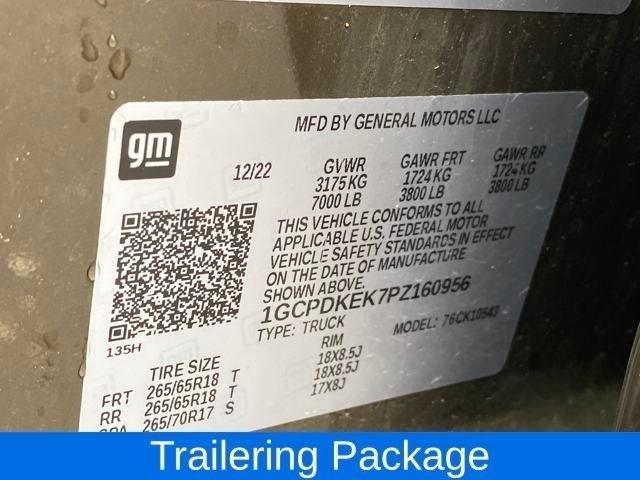 gm
MFD BY GENERAL MOTORS LLC
12/22 GVWR GAWR FRT GAWR RR
3175 KG 1724 KG 1724 KG
7000 LB 3800 LB 3800 LB
THIS VEHICLE CONFORMS TO ALL
APPLICABLE U.S. FEDERAL MOTOR
VEHICLE SAFETY STANDARDS IN EFFECT
ON THE DATE OF MANUFACTURE
SHOWN ABOVE.
1GCPDKEK7PZ160956
TYPE: TRUCK MODEL: 76CK10543
135H
TIRE SIZE RIM
FRT 265/65R18 T 18X8.5J
RR 265/65R18 T 18X8.5J
SPA 265/70R17 S 17X8J
Trailering Package